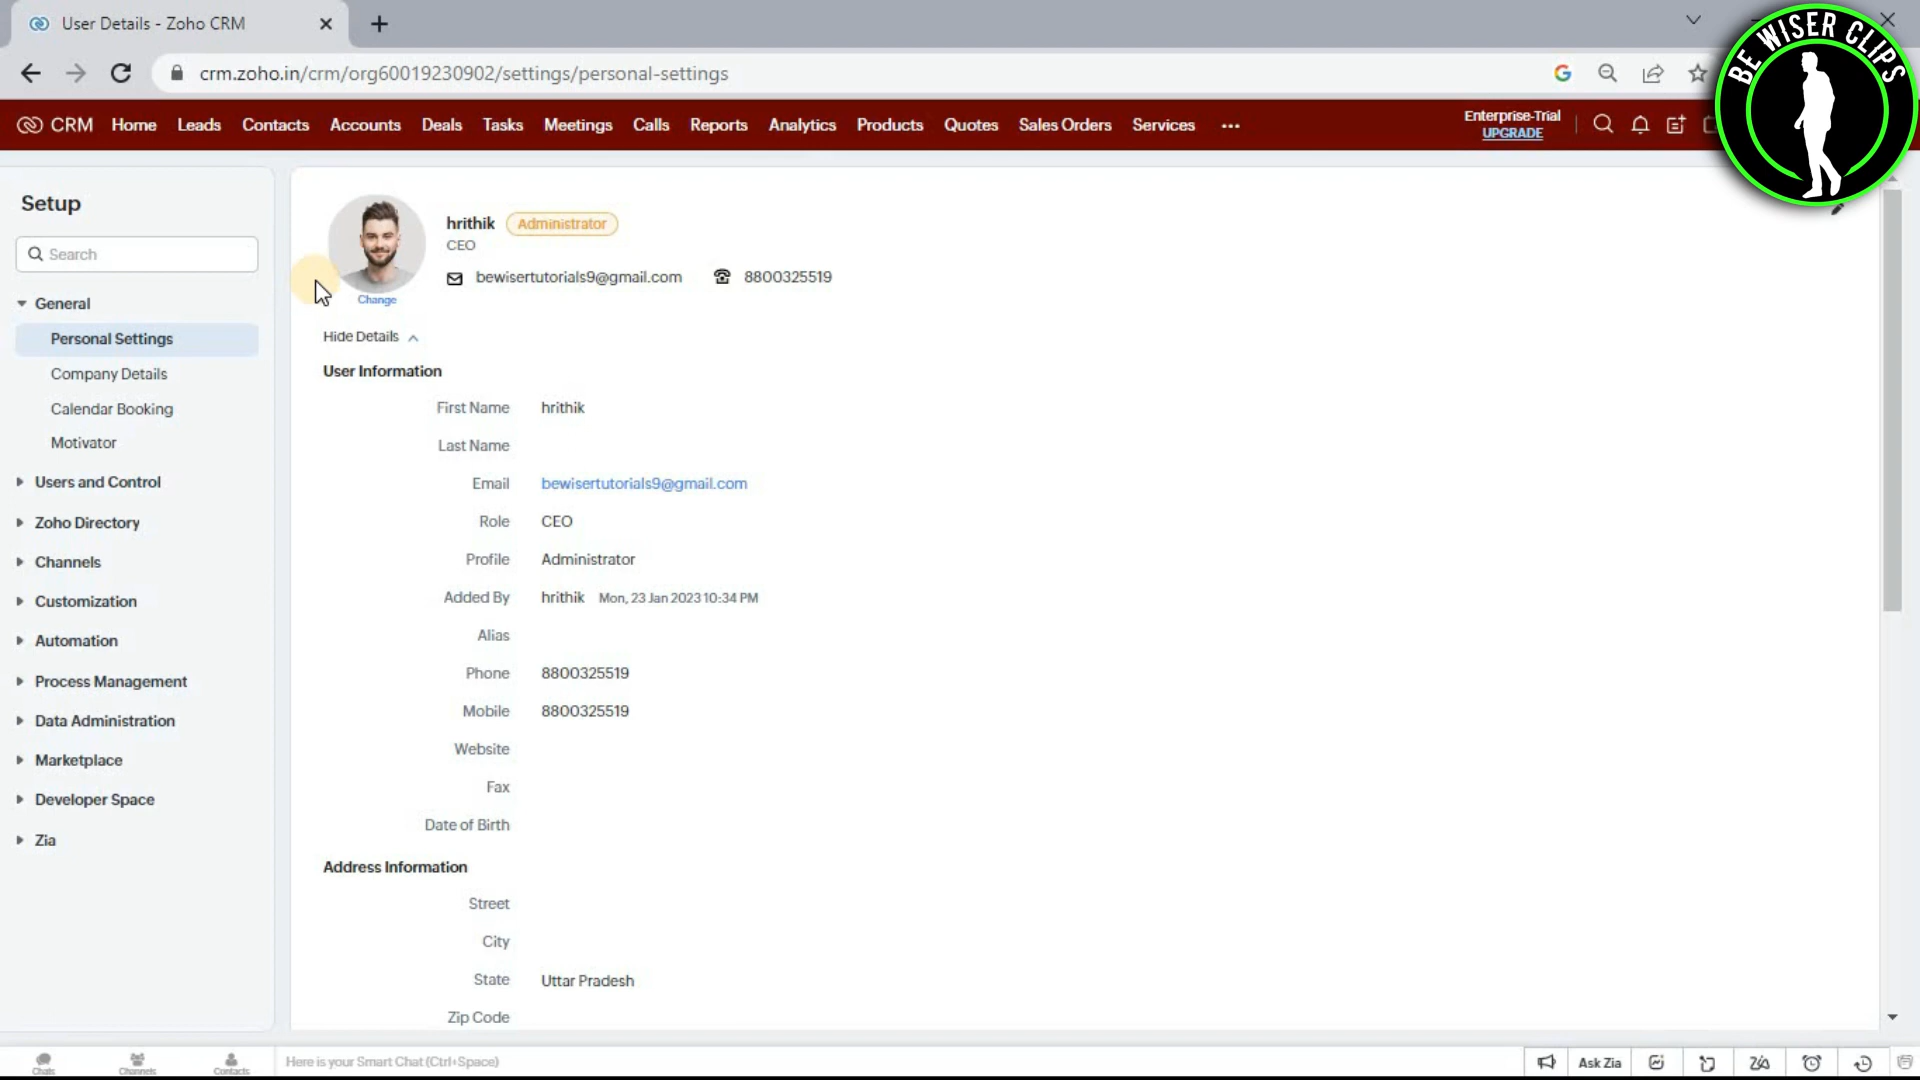 User Details - Zoho CRM
crm.zoho.in/crm/org60019230902/settings/personal-settings
BE WISER CLIPS
CRM Home Leads Contacts Accounts Deals Tasks Meetings Calls Reports Analytics Products Quotes Sales Orders Services ...
Enterprise-Trial
UPGRADE
Setup
Search
General
Personal Settings
Company Details
Calendar Booking
Motivator
Users and Control
Zoho Directory
Channels
Customization
Automation
Process Management
Data Administration
Marketplace
Developer Space
Zia
hrithik Administrator
CEO
bewisertutorials9@gmail.com 8800325519
Change
Hide Details
User Information
First Name hrithik
Last Name
Email bewisertutorials9@gmail.com
Role CEO
Profile Administrator
Added By hrithik Mon, 23 Jan 2023 10:34 PM
Alias
Phone 8800325519
Mobile 8800325519
Website
Fax
Date of Birth
Address Information
Street
City
State Uttar Pradesh
Zip Code
Chats Channels Contacts Here is your Smart Chat (Ctrl+Space) Ask Zia